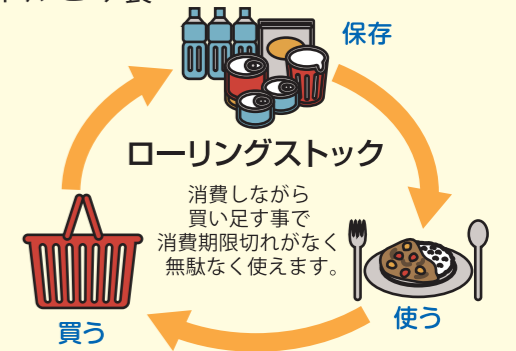 保存
ローリングストック
消費しながら
買い足す事で
消費期限切れがなく
無駄なく使えます。
使う
買う